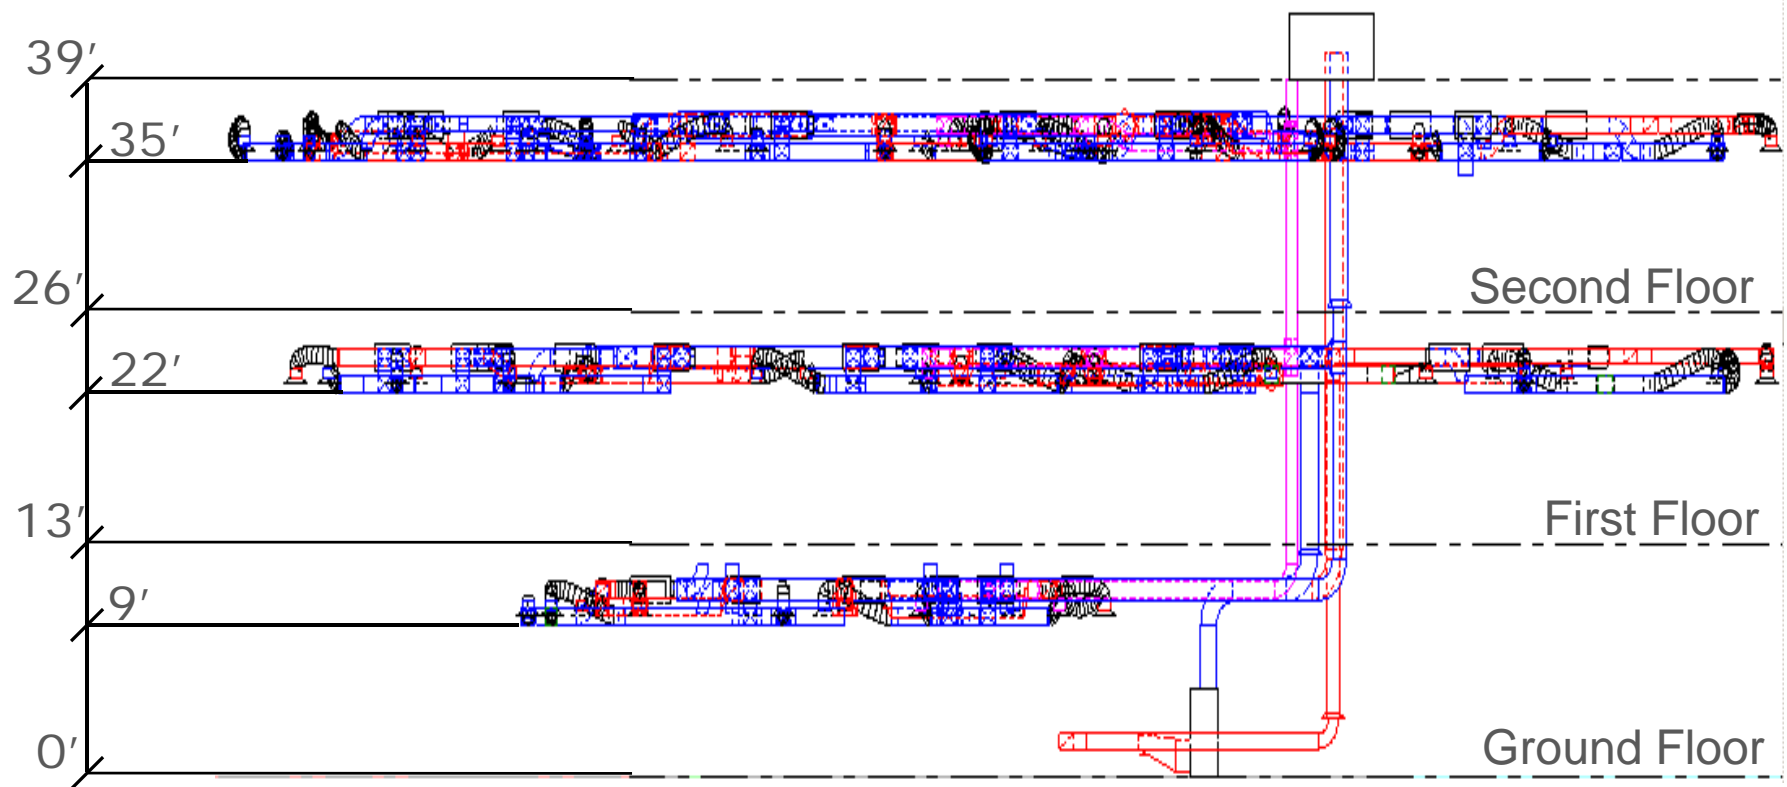 39'
35'
26'
Second Floor
22'
13'
First Floor
9'
0'
Ground Floor